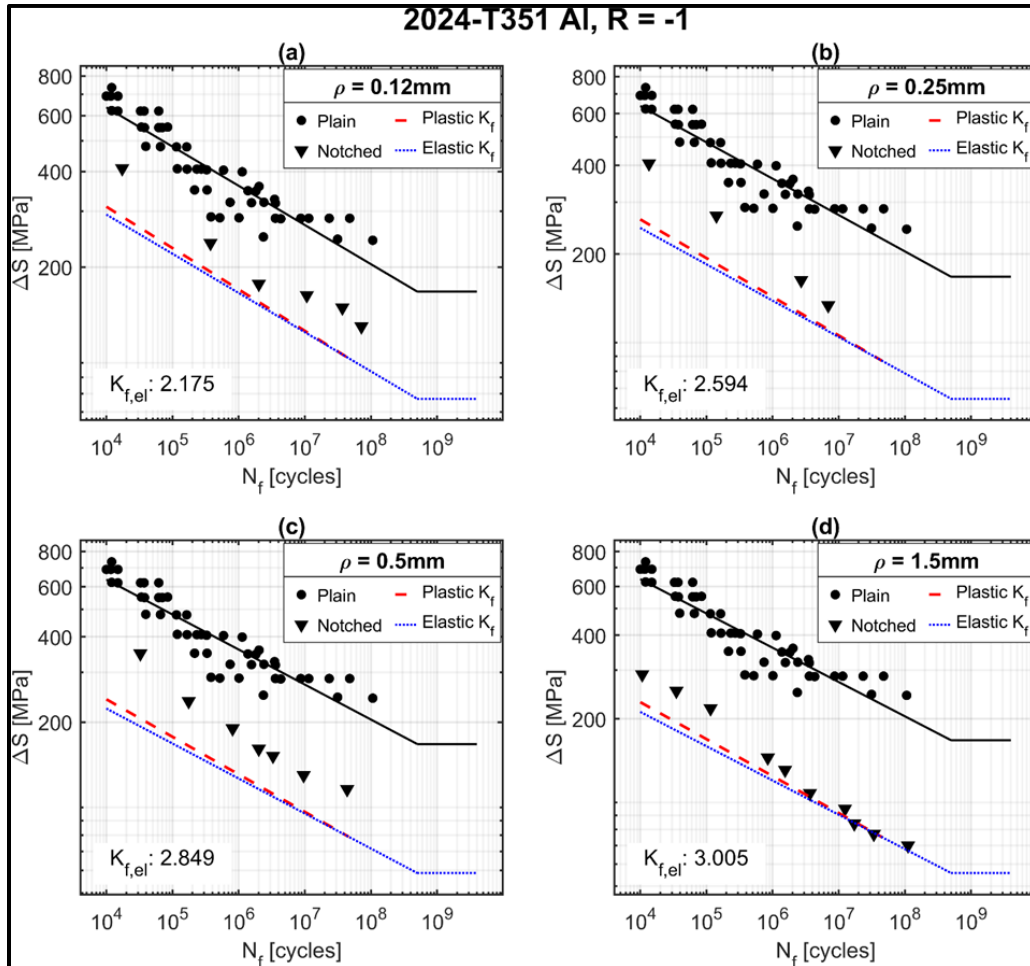 2024-T351 Al, R = -1
(a)
ρ = 0.12mm
Plain
Plastic K_f
Notched
Elastic K_f
800
600
400
200
ΔS [MPa]
K_f,el: 2.175
10^4 10^5 10^6 10^7 10^8 10^9
N_f [cycles]
(b)
ρ = 0.25mm
Plain
Plastic K_f
Notched
Elastic K_f
800
600
400
200
ΔS [MPa]
K_f,el: 2.594
10^4 10^5 10^6 10^7 10^8 10^9
N_f [cycles]
(c)
ρ = 0.5mm
Plain
Plastic K_f
Notched
Elastic K_f
800
600
400
200
ΔS [MPa]
K_f,el: 2.849
10^4 10^5 10^6 10^7 10^8 10^9
N_f [cycles]
(d)
ρ = 1.5mm
Plain
Plastic K_f
Notched
Elastic K_f
800
600
400
200
ΔS [MPa]
K_f,el: 3.005
10^4 10^5 10^6 10^7 10^8 10^9
N_f [cycles]